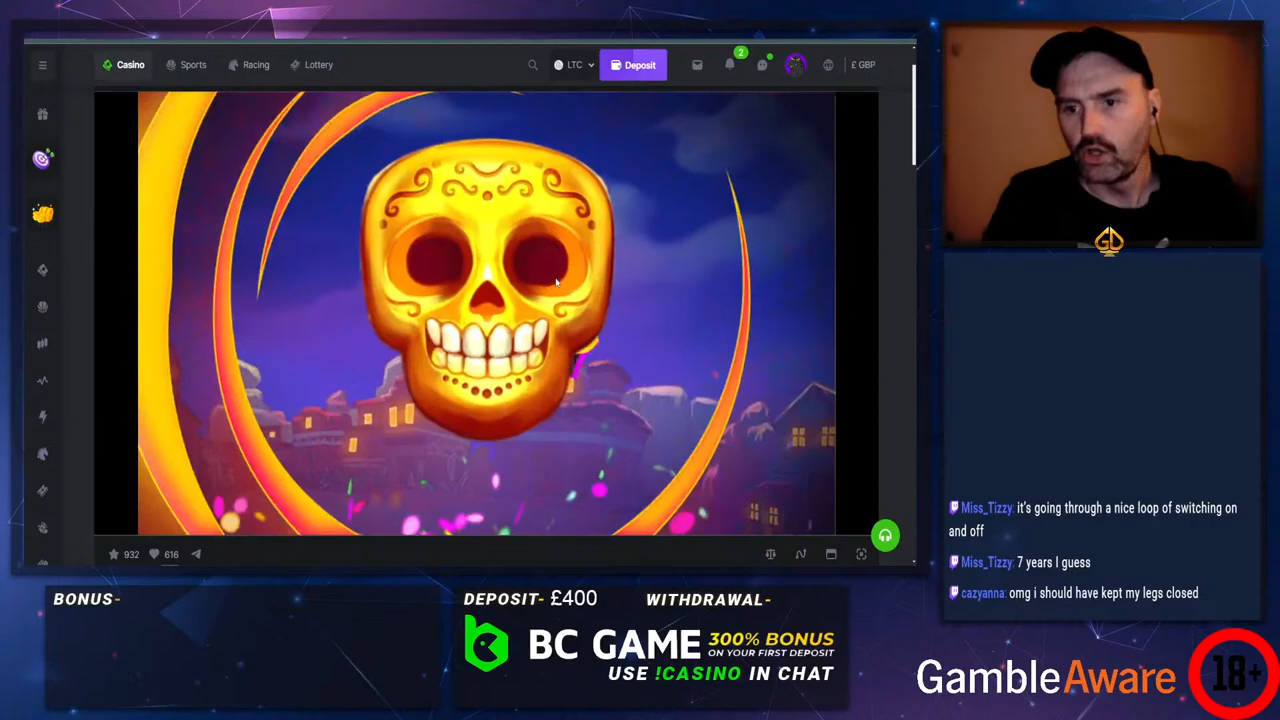 Casino
Sports
Racing
Lottery
LTC
Deposit
2
£ GBP
932
616
GD
Miss_Tizzy: it's going through a nice loop of switching on
and off
Miss_Tizzy: 7 years I guess
cazyanna: omg i should have kept my legs closed
BONUS-
DEPOSIT- £400
WITHDRAWAL-
BC GAME
300% BONUS
ON YOUR FIRST DEPOSIT
USE !CASINO IN CHAT
GambleAware
18+